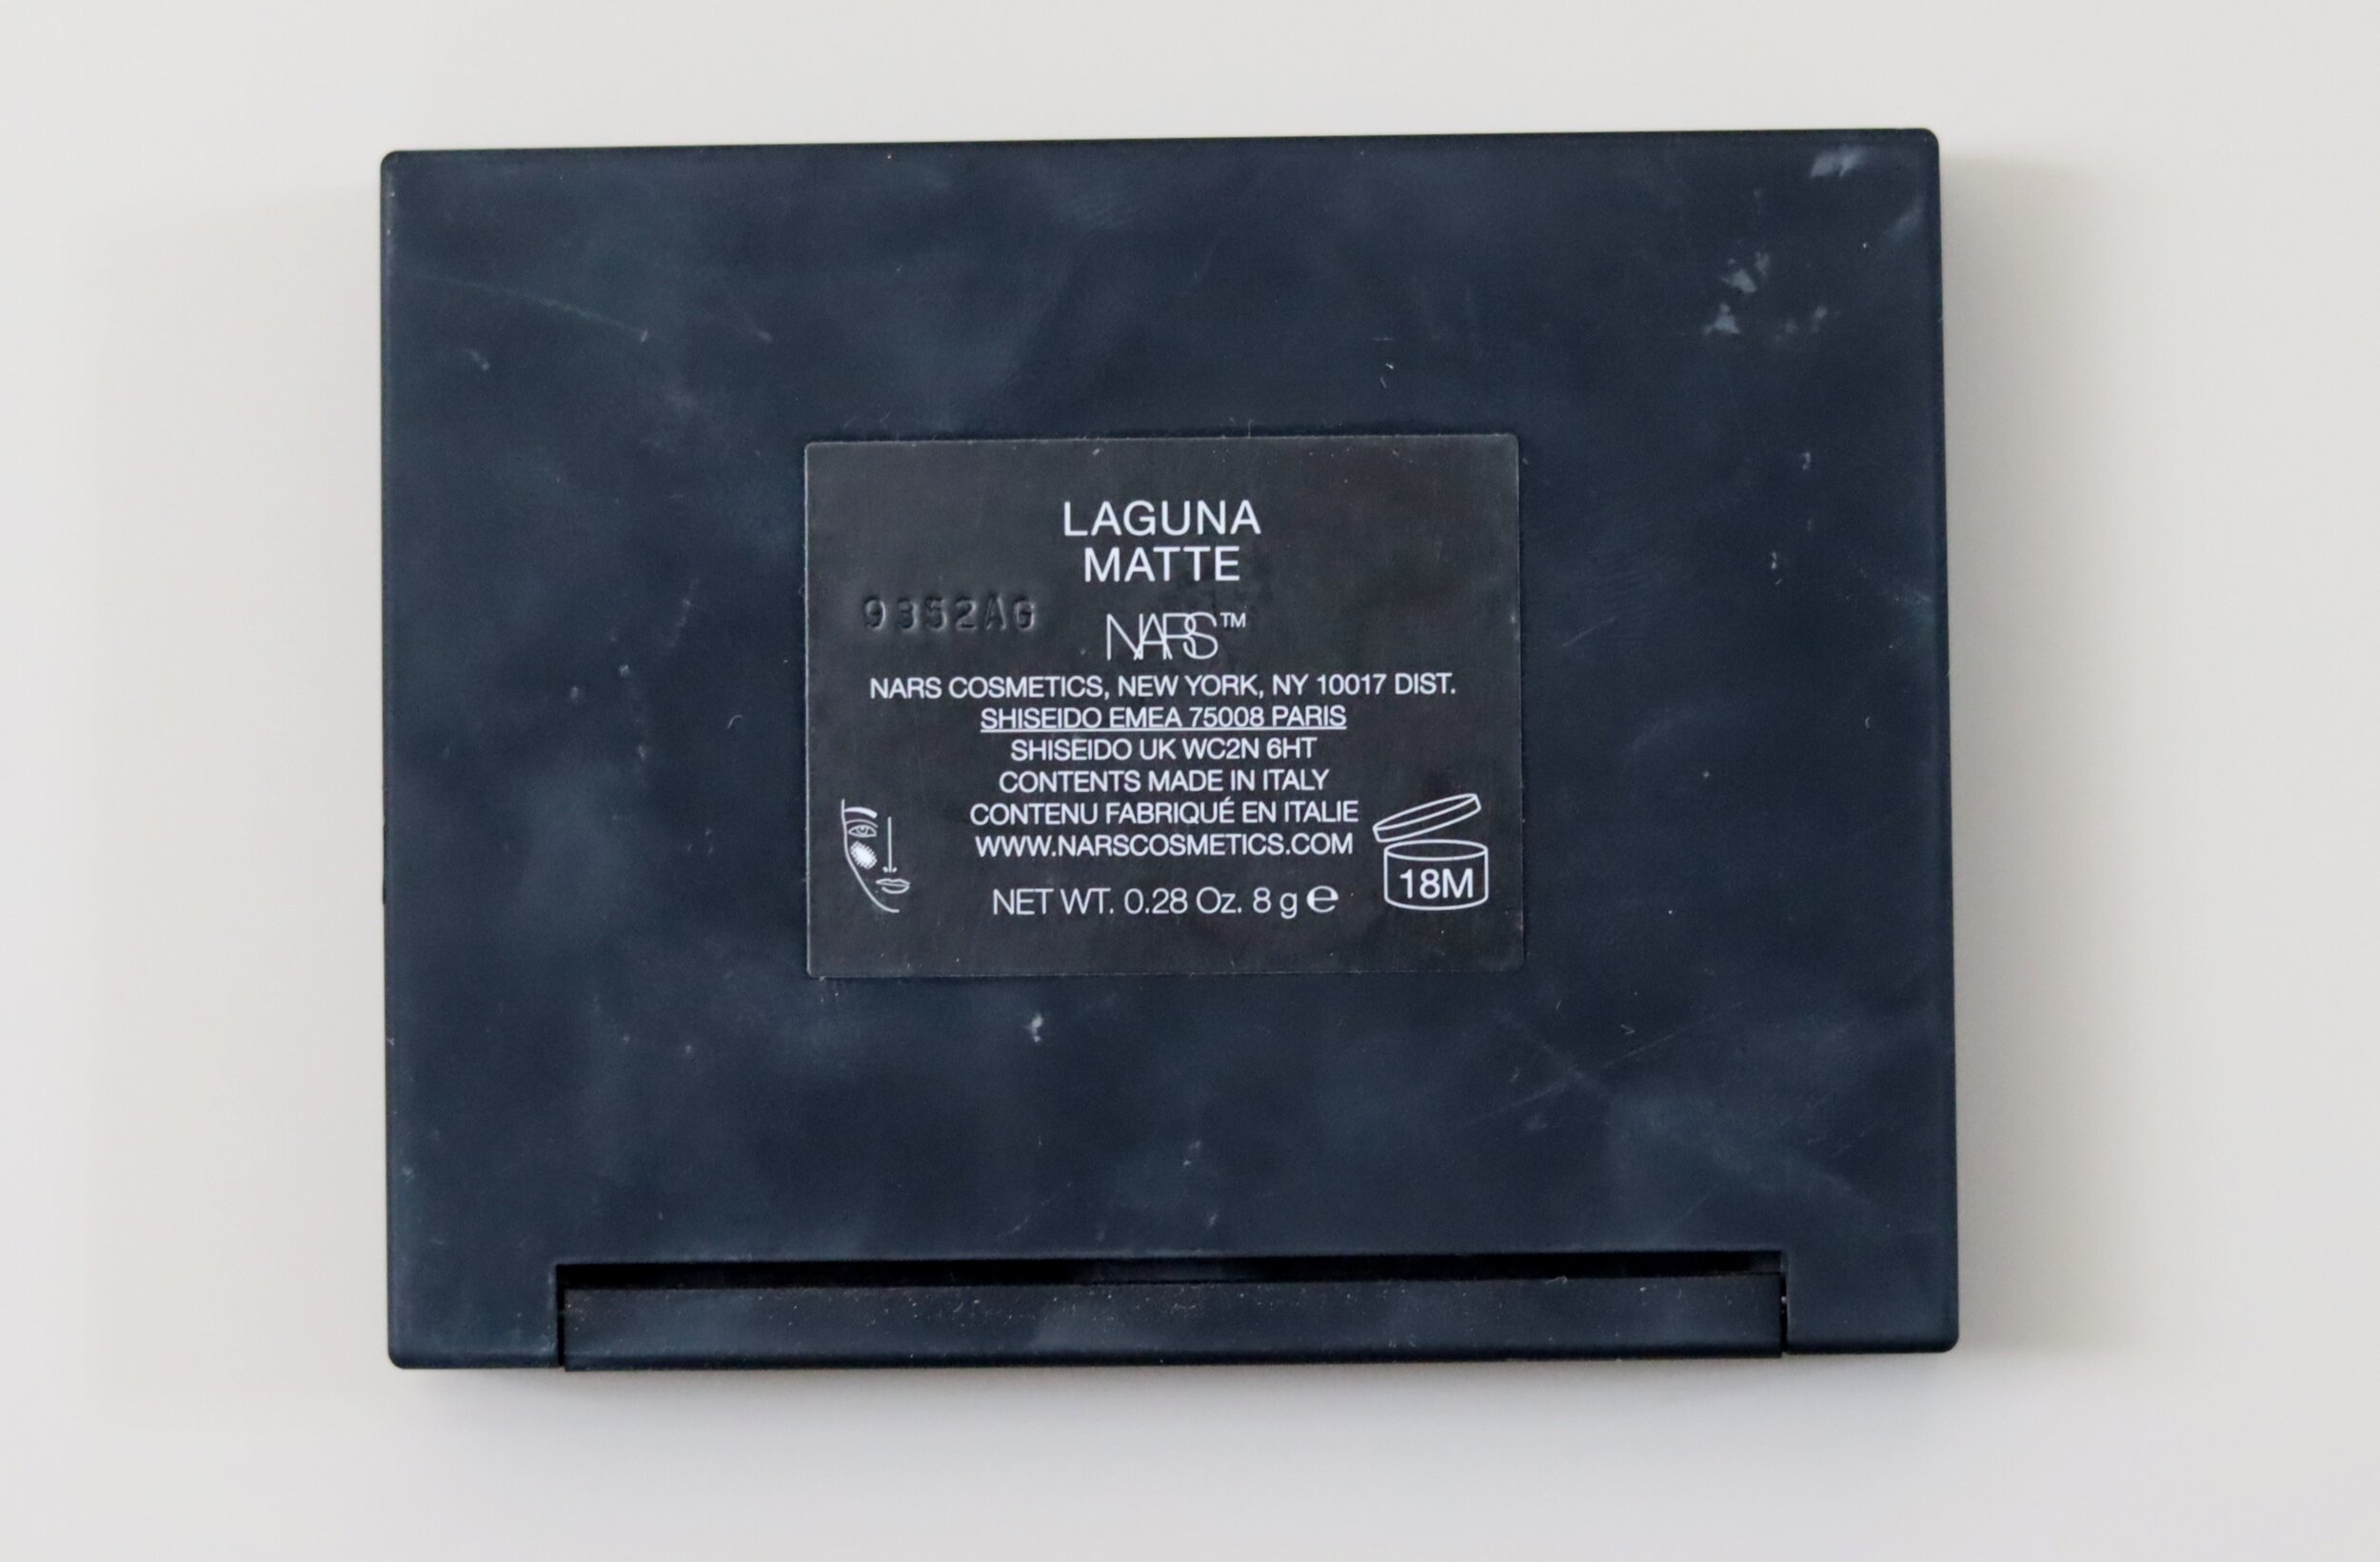 LAGUNA
MATTE
9352AG
NARS™
NARS COSMETICS, NEW YORK, NY 10017 DIST.
SHISEIDO EMEA 75008 PARIS
SHISEIDO UK WC2N 6HT
CONTENTS MADE IN ITALY
CONTENU FABRIQUÉ EN ITALIE
WWW.NARSCOSMETICS.COM
18M
NET WT. 0.28 Oz. 8 g ℮